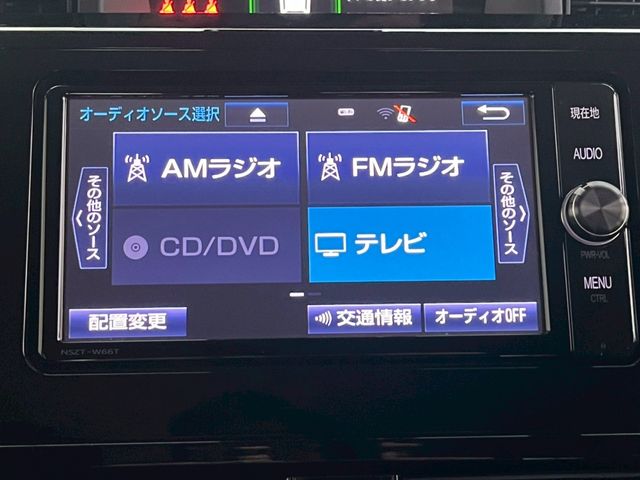 オーディオソース選択
現在地
AMラジオ
FMラジオ
AUDIO
その他のソース
その他のソース
CD/DVD
テレビ
PWR•VOL
MENU
CTRL
配置変更
交通情報
オーディオOFF
NSZT-W66T